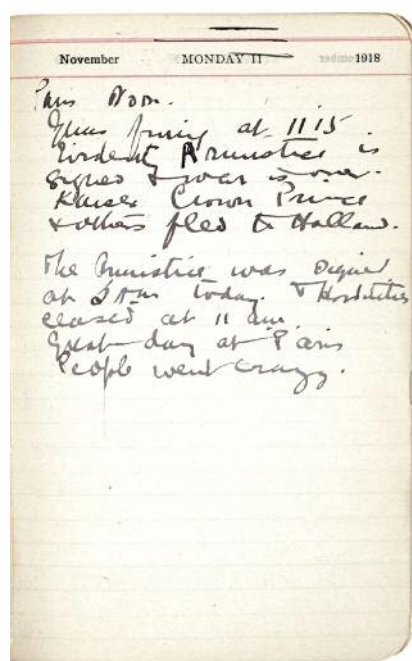 November MONDAY 11 1918
Paris Noon.
Guns firing at 11 15.
Evidently Armistice is
signed & war is over.
Kaiser Crown Prince
& others fled to Holland.
The Armistice was signed
at 5 am today. & Hostilities
ceased at 11 am.
Great day at Paris
People went crazy.